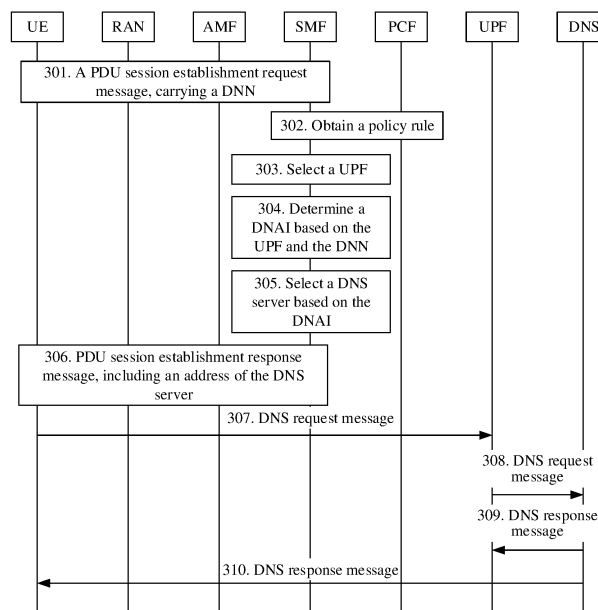 UE RAN AMF SMF PCF UPF DNS
301. A PDU session establishment request
message, carrying a DNN
302. Obtain a policy rule
303. Select a UPF
304. Determine a
DNAI based on the
UPF and the DNN
305. Select a DNS
server based on the
DNAI
306. PDU session establishment response
message, including an address of the DNS
server
307. DNS request message
308. DNS request
message
309. DNS response
message
310. DNS response message